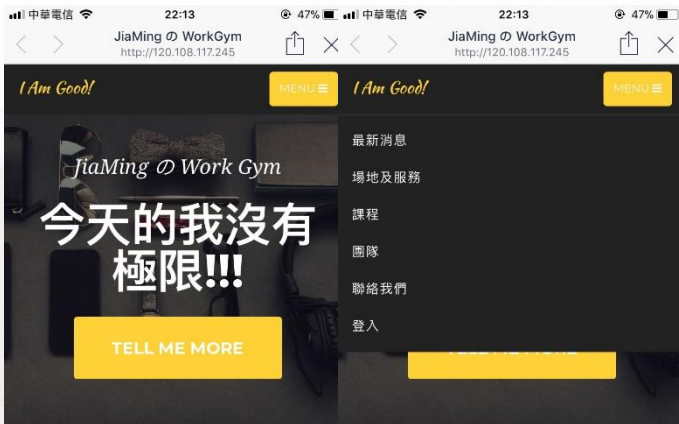 中華電信
22:13
47%
JiaMing の WorkGym
http://120.108.117.245
I Am Good!
MENU
JiaMing の Work Gym
今天的我沒有
極限!!!
TELL ME MORE
中華電信
22:13
47%
JiaMing の WorkGym
http://120.108.117.245
I Am Good!
MENU
最新消息
場地及服務
課程
團隊
聯絡我們
登入
TELL ME MORE